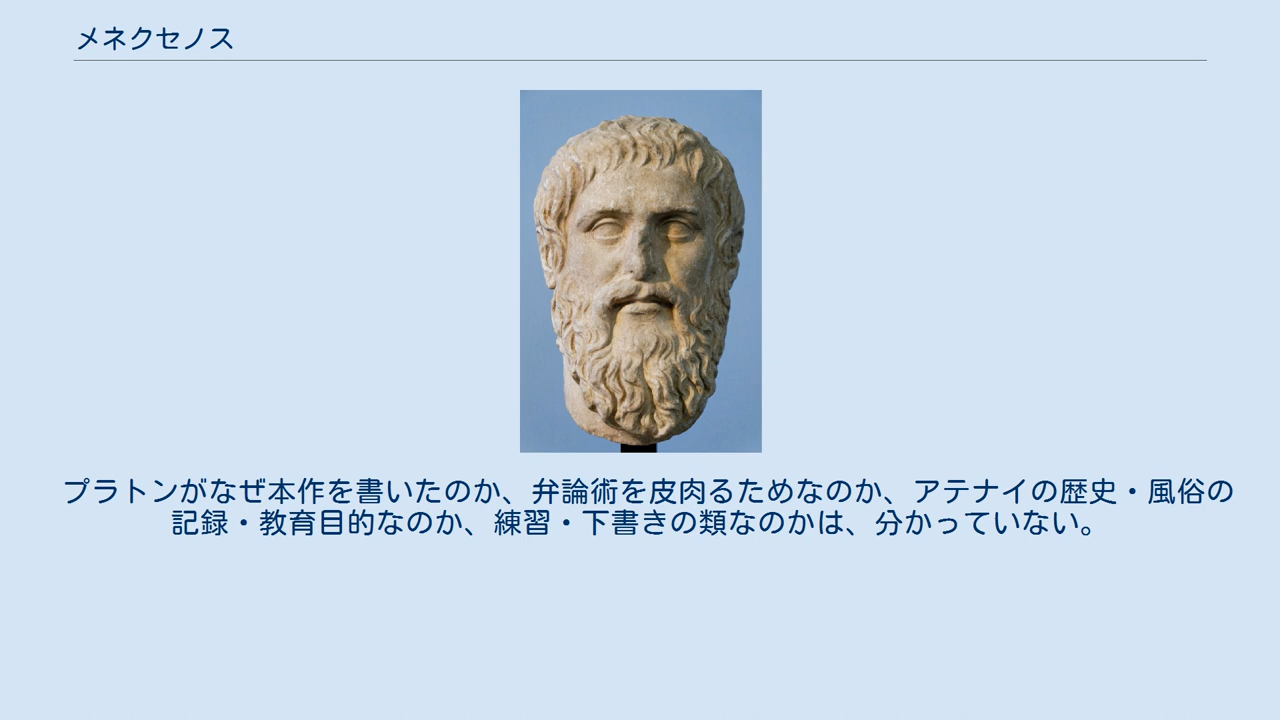 メネクセノス
プラトンがなぜ本作を書いたのか、弁論術を皮肉るためなのか、アテナイの歴史・風俗の
記録・教育目的なのか、練習・下書きの類なのかは、分かっていない。